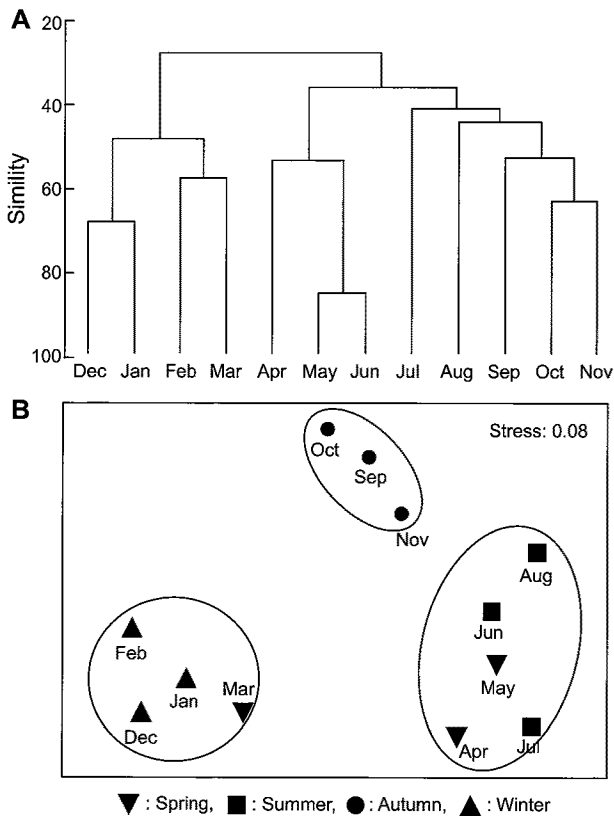 A
20
40
60
80
100
Simility
Dec Jan Feb Mar Apr May Jun Jul Aug Sep Oct Nov
B
Stress: 0.08
Oct
Sep
Nov
Aug
Jun
Feb
May
Mar
Jan
Dec
Apr
Jul
▼ : Spring, ■ : Summer, ● : Autumn, ▲ : Winter